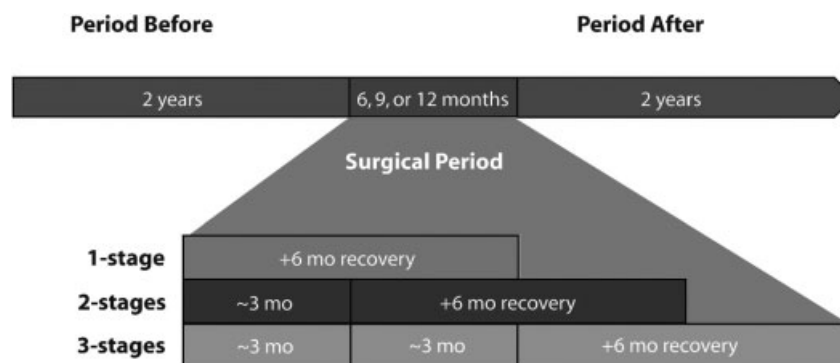 Period Before Period After
2 years 6, 9, or 12 months 2 years
Surgical Period
1-stage +6 mo recovery
2-stages ~3 mo +6 mo recovery
3-stages ~3 mo ~3 mo +6 mo recovery